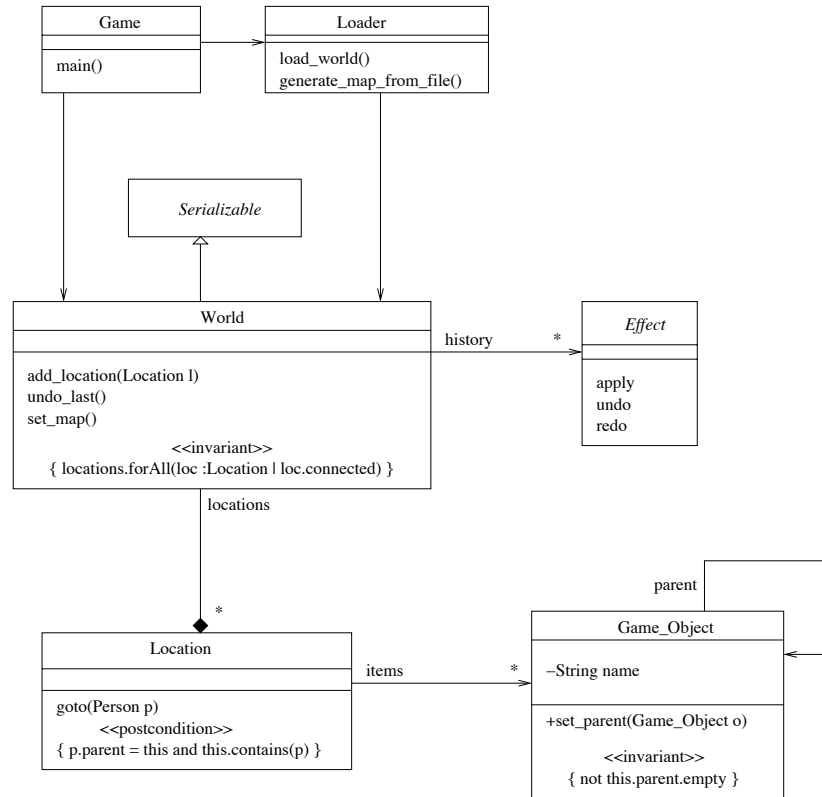 Game
main()
Loader
load_world()
generate_map_from_file()
Serializable
World
add_location(Location l)
undo_last()
set_map()
<<invariant>>
{ locations.forAll(loc :Location | loc.connected) }
history
*
Effect
apply
undo
redo
locations
*
Location
goto(Person p)
<<postcondition>>
{ p.parent = this and this.contains(p) }
items
*
parent
Game_Object
−String name
+set_parent(Game_Object o)
<<invariant>>
{ not this.parent.empty }